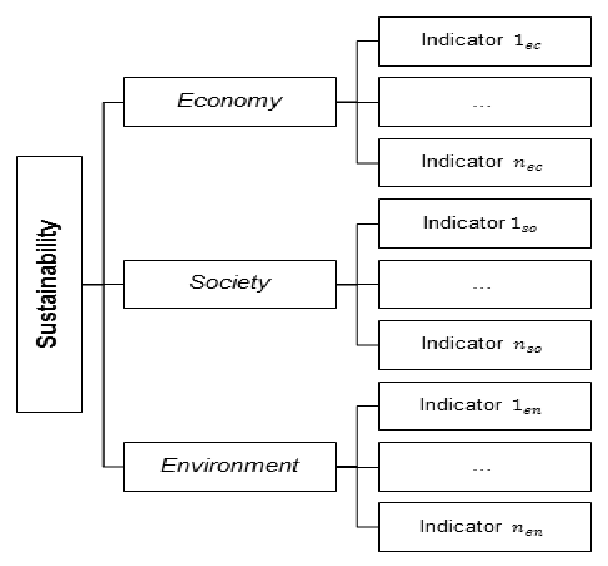 Sustainability
Economy
Indicator 1ec
...
Indicator nec
Society
Indicator 1so
...
Indicator nso
Environment
Indicator 1en
...
Indicator nen